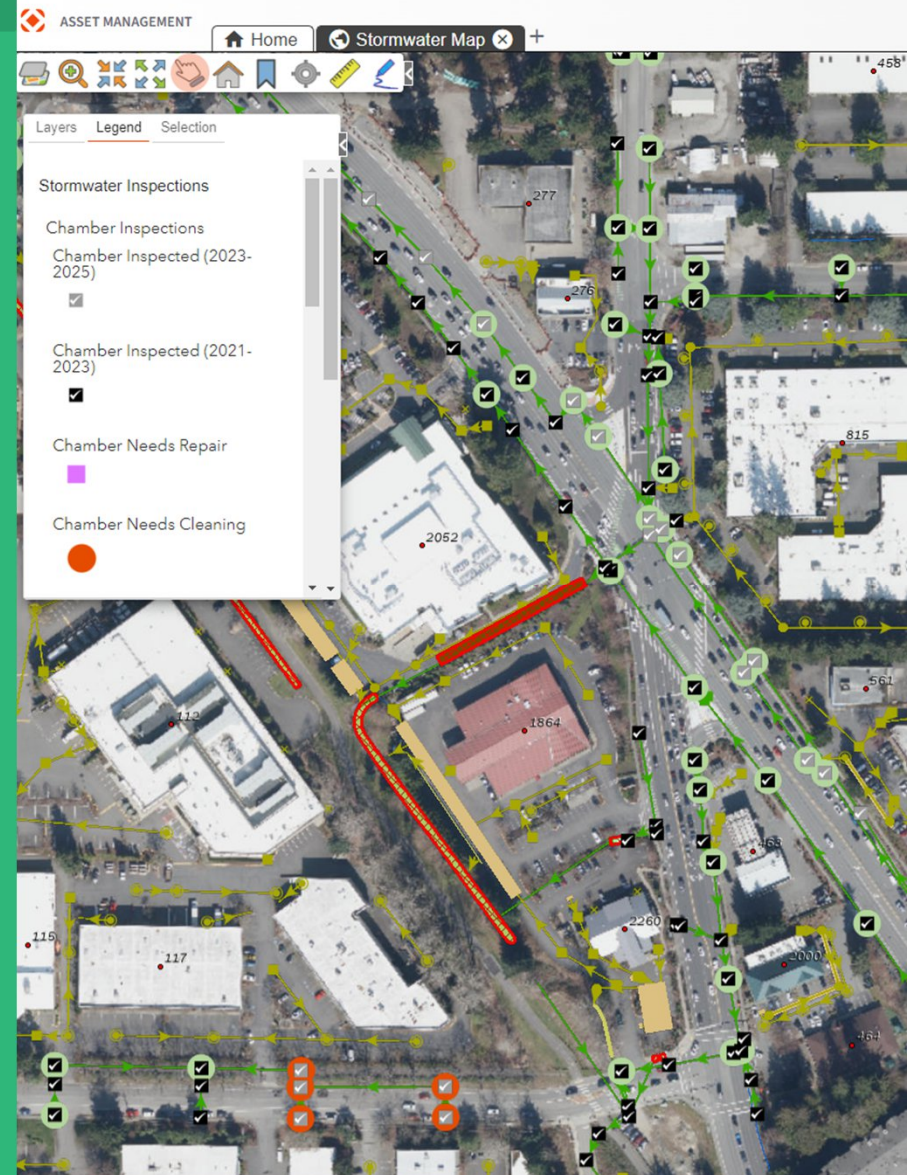 ASSET MANAGEMENT
Home
Stormwater Map
Layers Legend Selection
Stormwater Inspections
Chamber Inspections
Chamber Inspected (2023-
2025)
Chamber Inspected (2021-
2023)
Chamber Needs Repair
Chamber Needs Cleaning
458
277
276
815
2052
561
112
1864
463
115
117
2260
2000
464